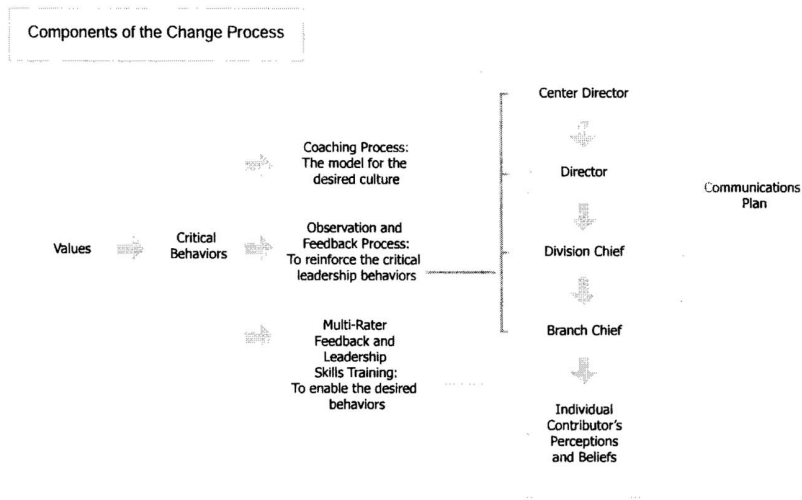 Components of the Change Process
Values
Critical
Behaviors
Coaching Process:
The model for the
desired culture
Observation and
Feedback Process:
To reinforce the critical
leadership behaviors
Multi-Rater
Feedback and
Leadership
Skills Training:
To enable the desired
behaviors
Center Director
Director
Division Chief
Branch Chief
Individual
Contributor's
Perceptions
and Beliefs
Communications
Plan